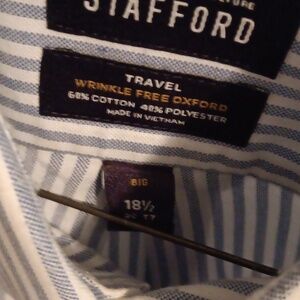 STAFFORD
TRAVEL
WRINKLE FREE OXFORD
60% COTTON 40% POLYESTER
MADE IN VIETNAM
BIG
18½